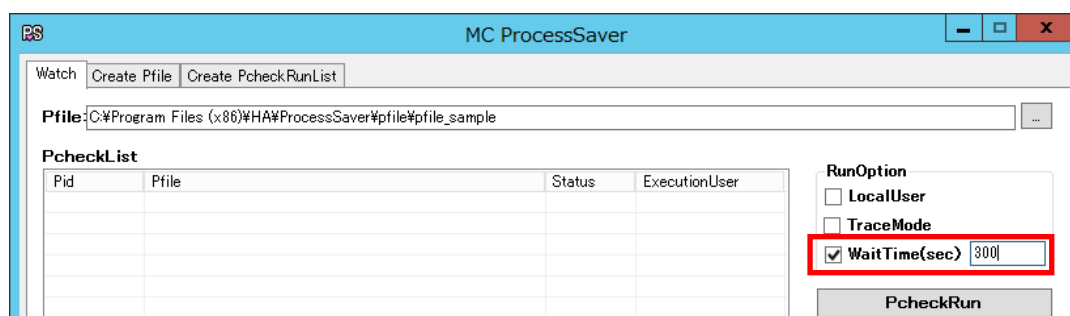 PS MC ProcessSaver
Watch Create Pfile Create PcheckRunList
Pfile: C:¥Program Files (x86)¥HA¥ProcessSaver¥pfile¥pfile_sample ...
PcheckList
Pid Pfile Status ExecutionUser
RunOption
LocalUser
TraceMode
WaitTime(sec) 300
PcheckRun